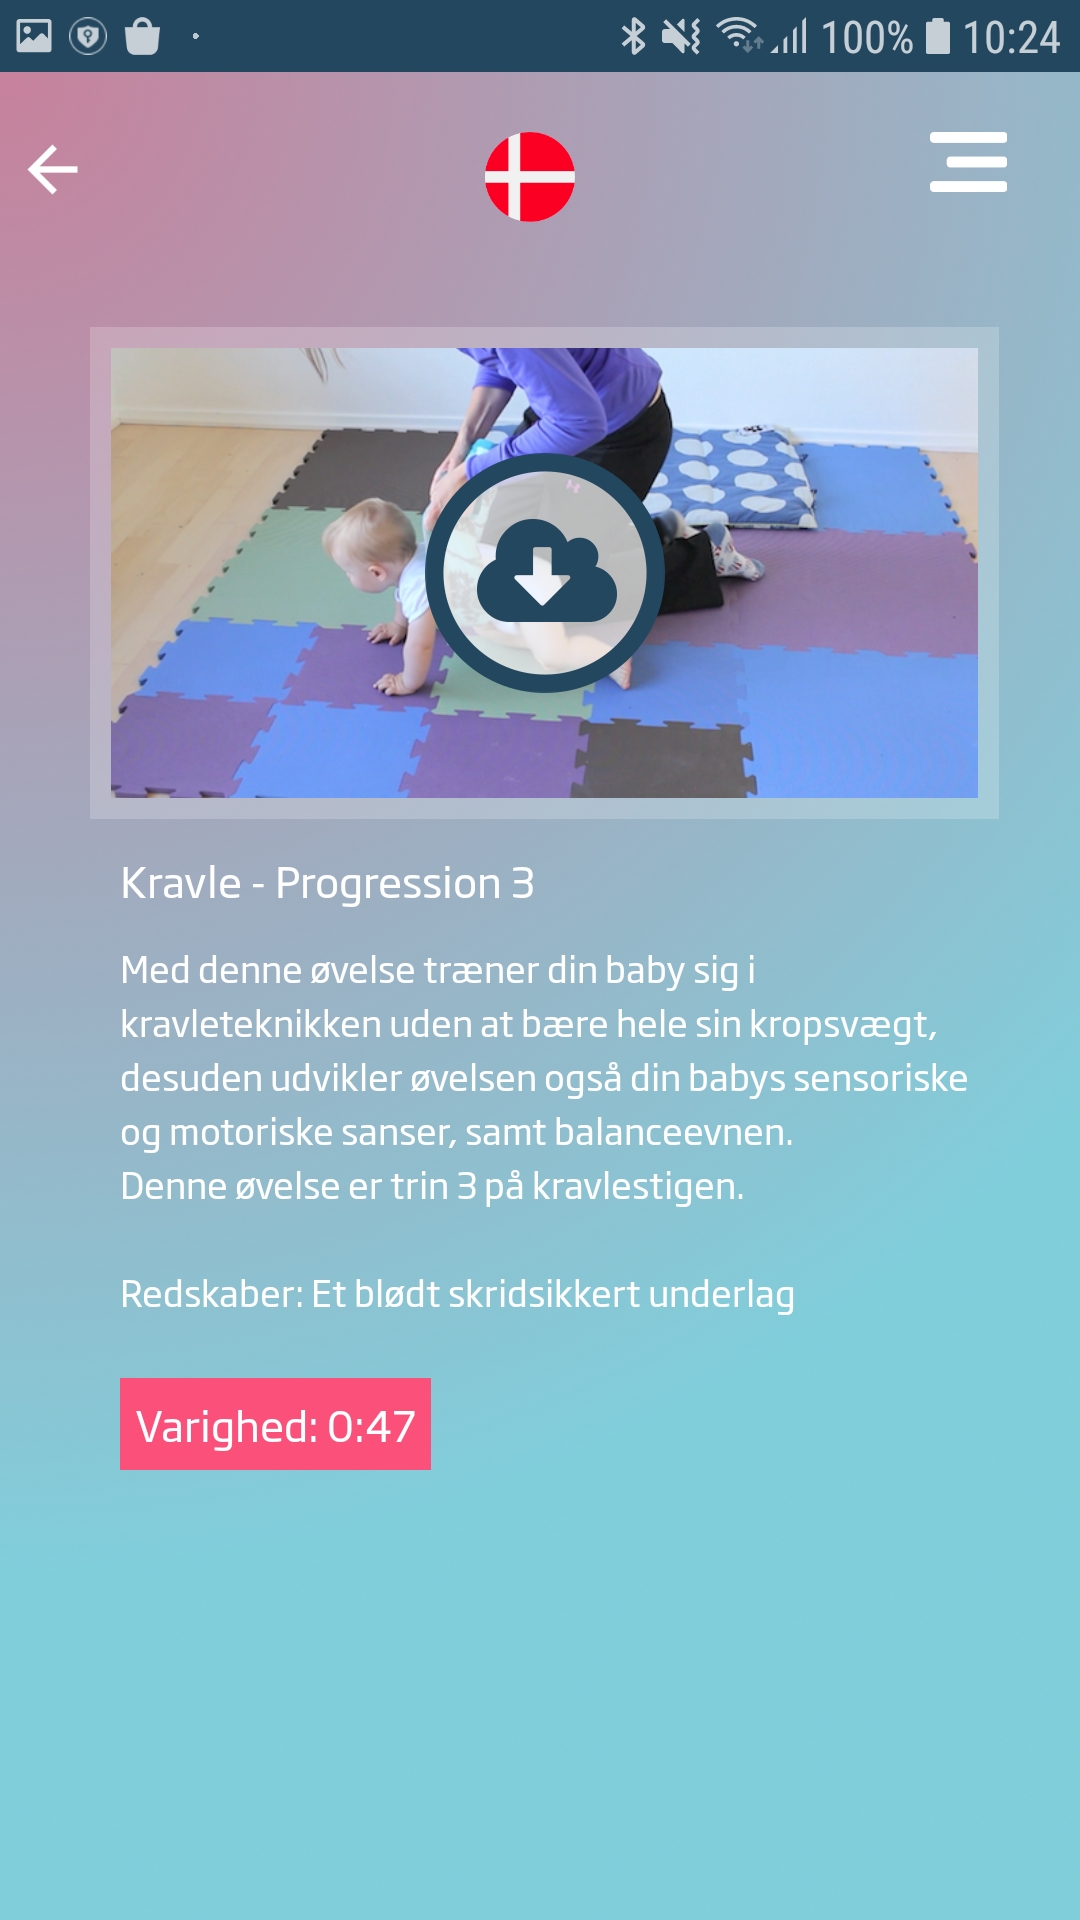 100% 10:24
Kravle - Progression 3
Med denne øvelse træner din baby sig i
kravleteknikken uden at bære hele sin kropsvægt,
desuden udvikler øvelsen også din babys sensoriske
og motoriske sanser, samt balanceevnen.
Denne øvelse er trin 3 på kravlestigen.
Redskaber: Et blødt skridsikkert underlag
Varighed: 0:47